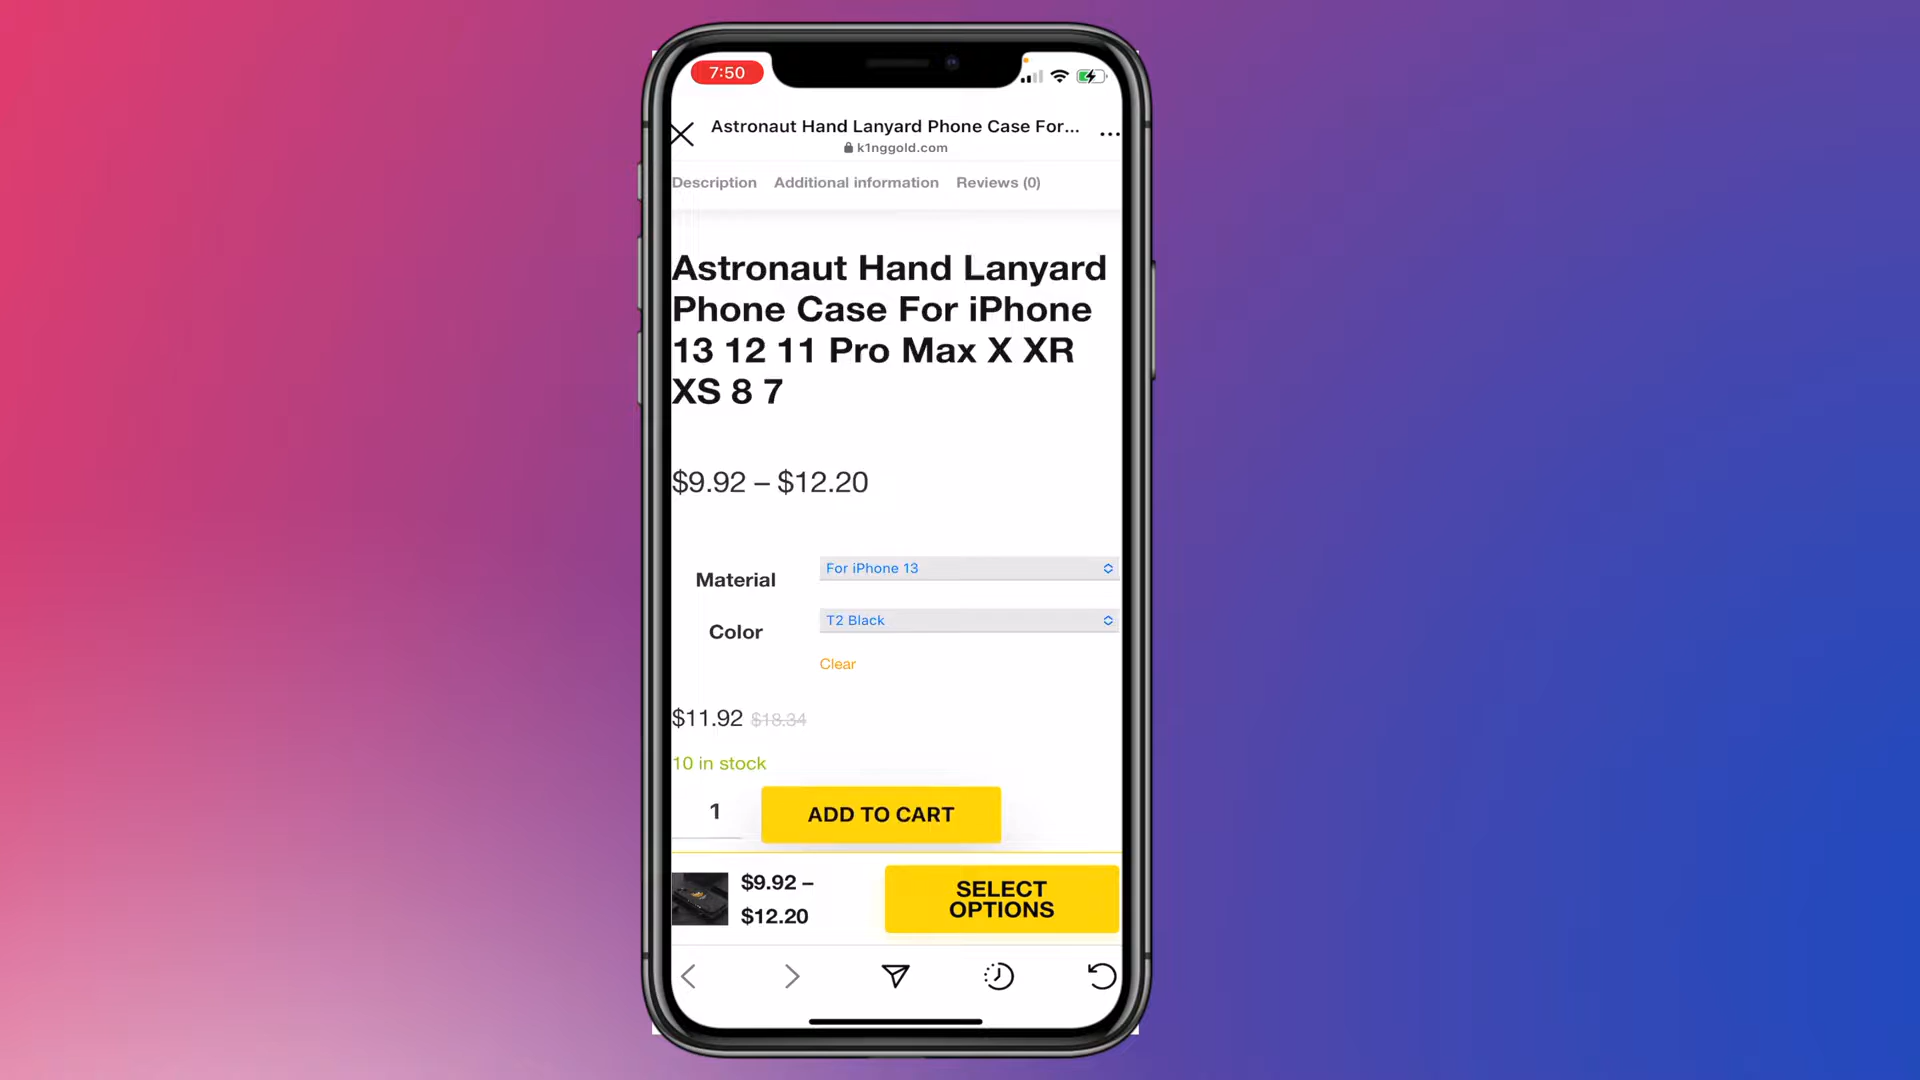 7:50
Astronaut Hand Lanyard Phone Case For...
k1nggold.com
Description Additional information Reviews (0)
Astronaut Hand Lanyard
Phone Case For iPhone
13 12 11 Pro Max X XR
XS 8 7
$9.92 – $12.20
Material For iPhone 13
Color T2 Black
Clear
$11.92 $18.34
10 in stock
1 ADD TO CART
$9.92 –
$12.20
SELECT
OPTIONS